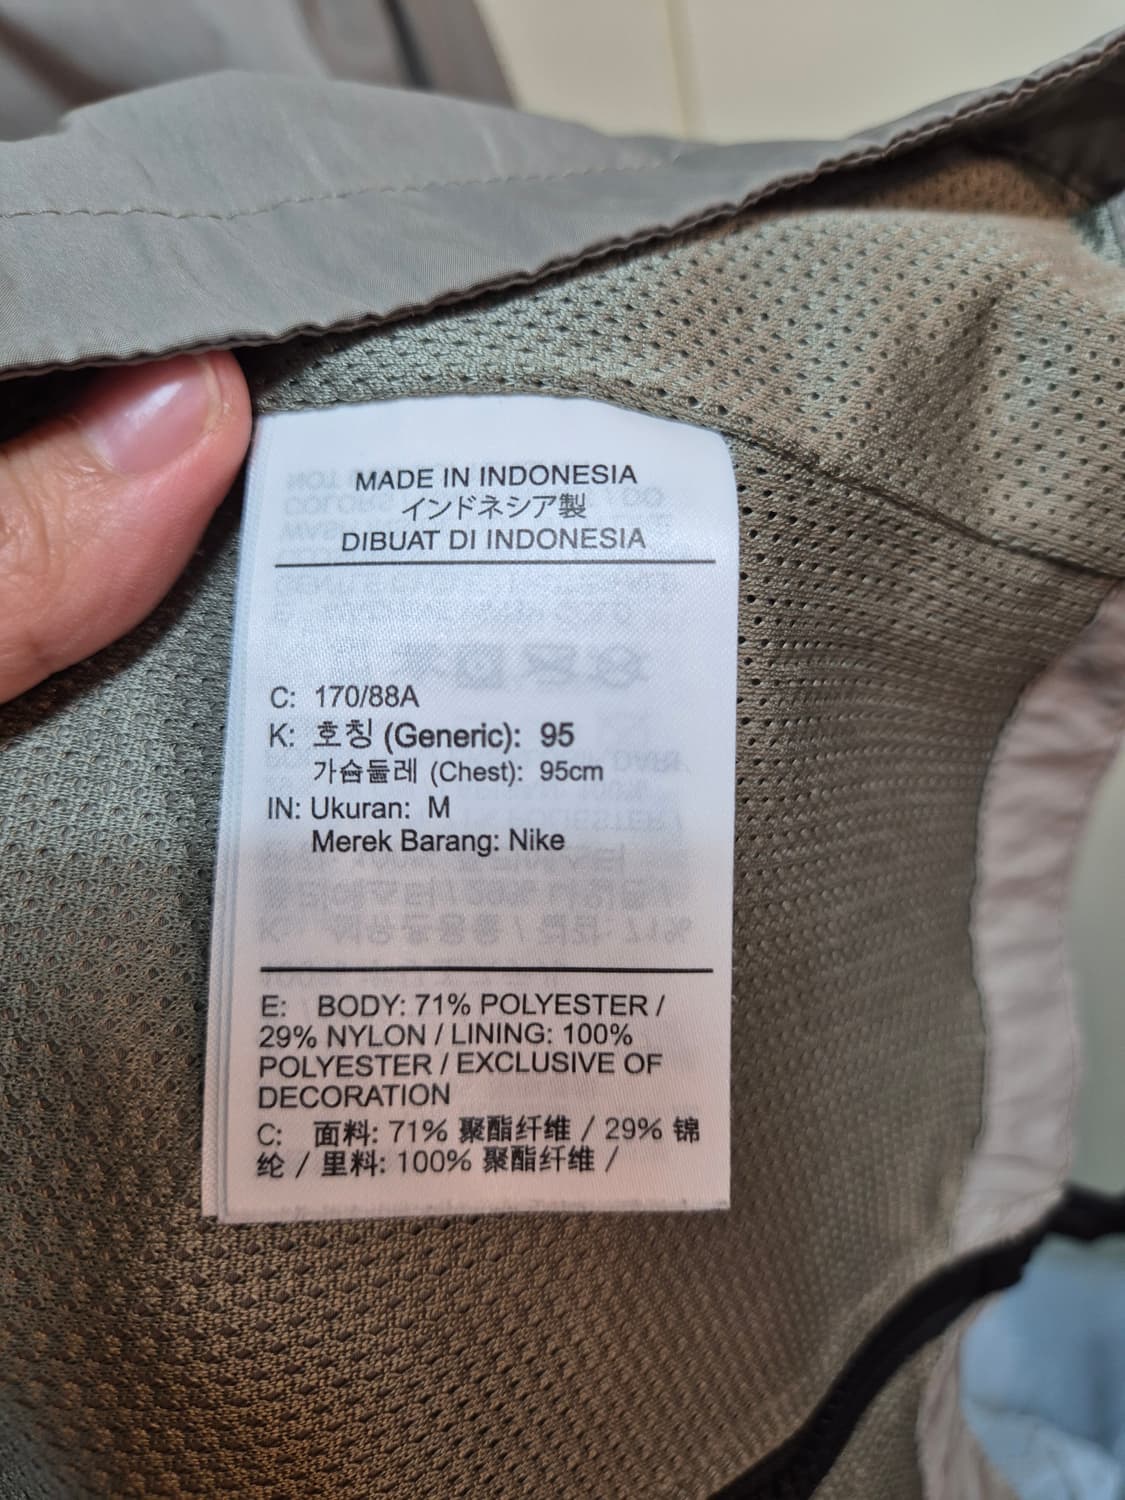 MADE IN INDONESIA
インドネシア製
DIBUAT DI INDONESIA
C: 170/88A
K: 호칭 (Generic): 95
가슴둘레 (Chest): 95cm
IN: Ukuran: M
Merek Barang: Nike
E: BODY: 71% POLYESTER /
29% NYLON / LINING: 100%
POLYESTER / EXCLUSIVE OF
DECORATION
C: 面料: 71% 聚酯纤维 / 29% 锦
纶 / 里料: 100% 聚酯纤维 /